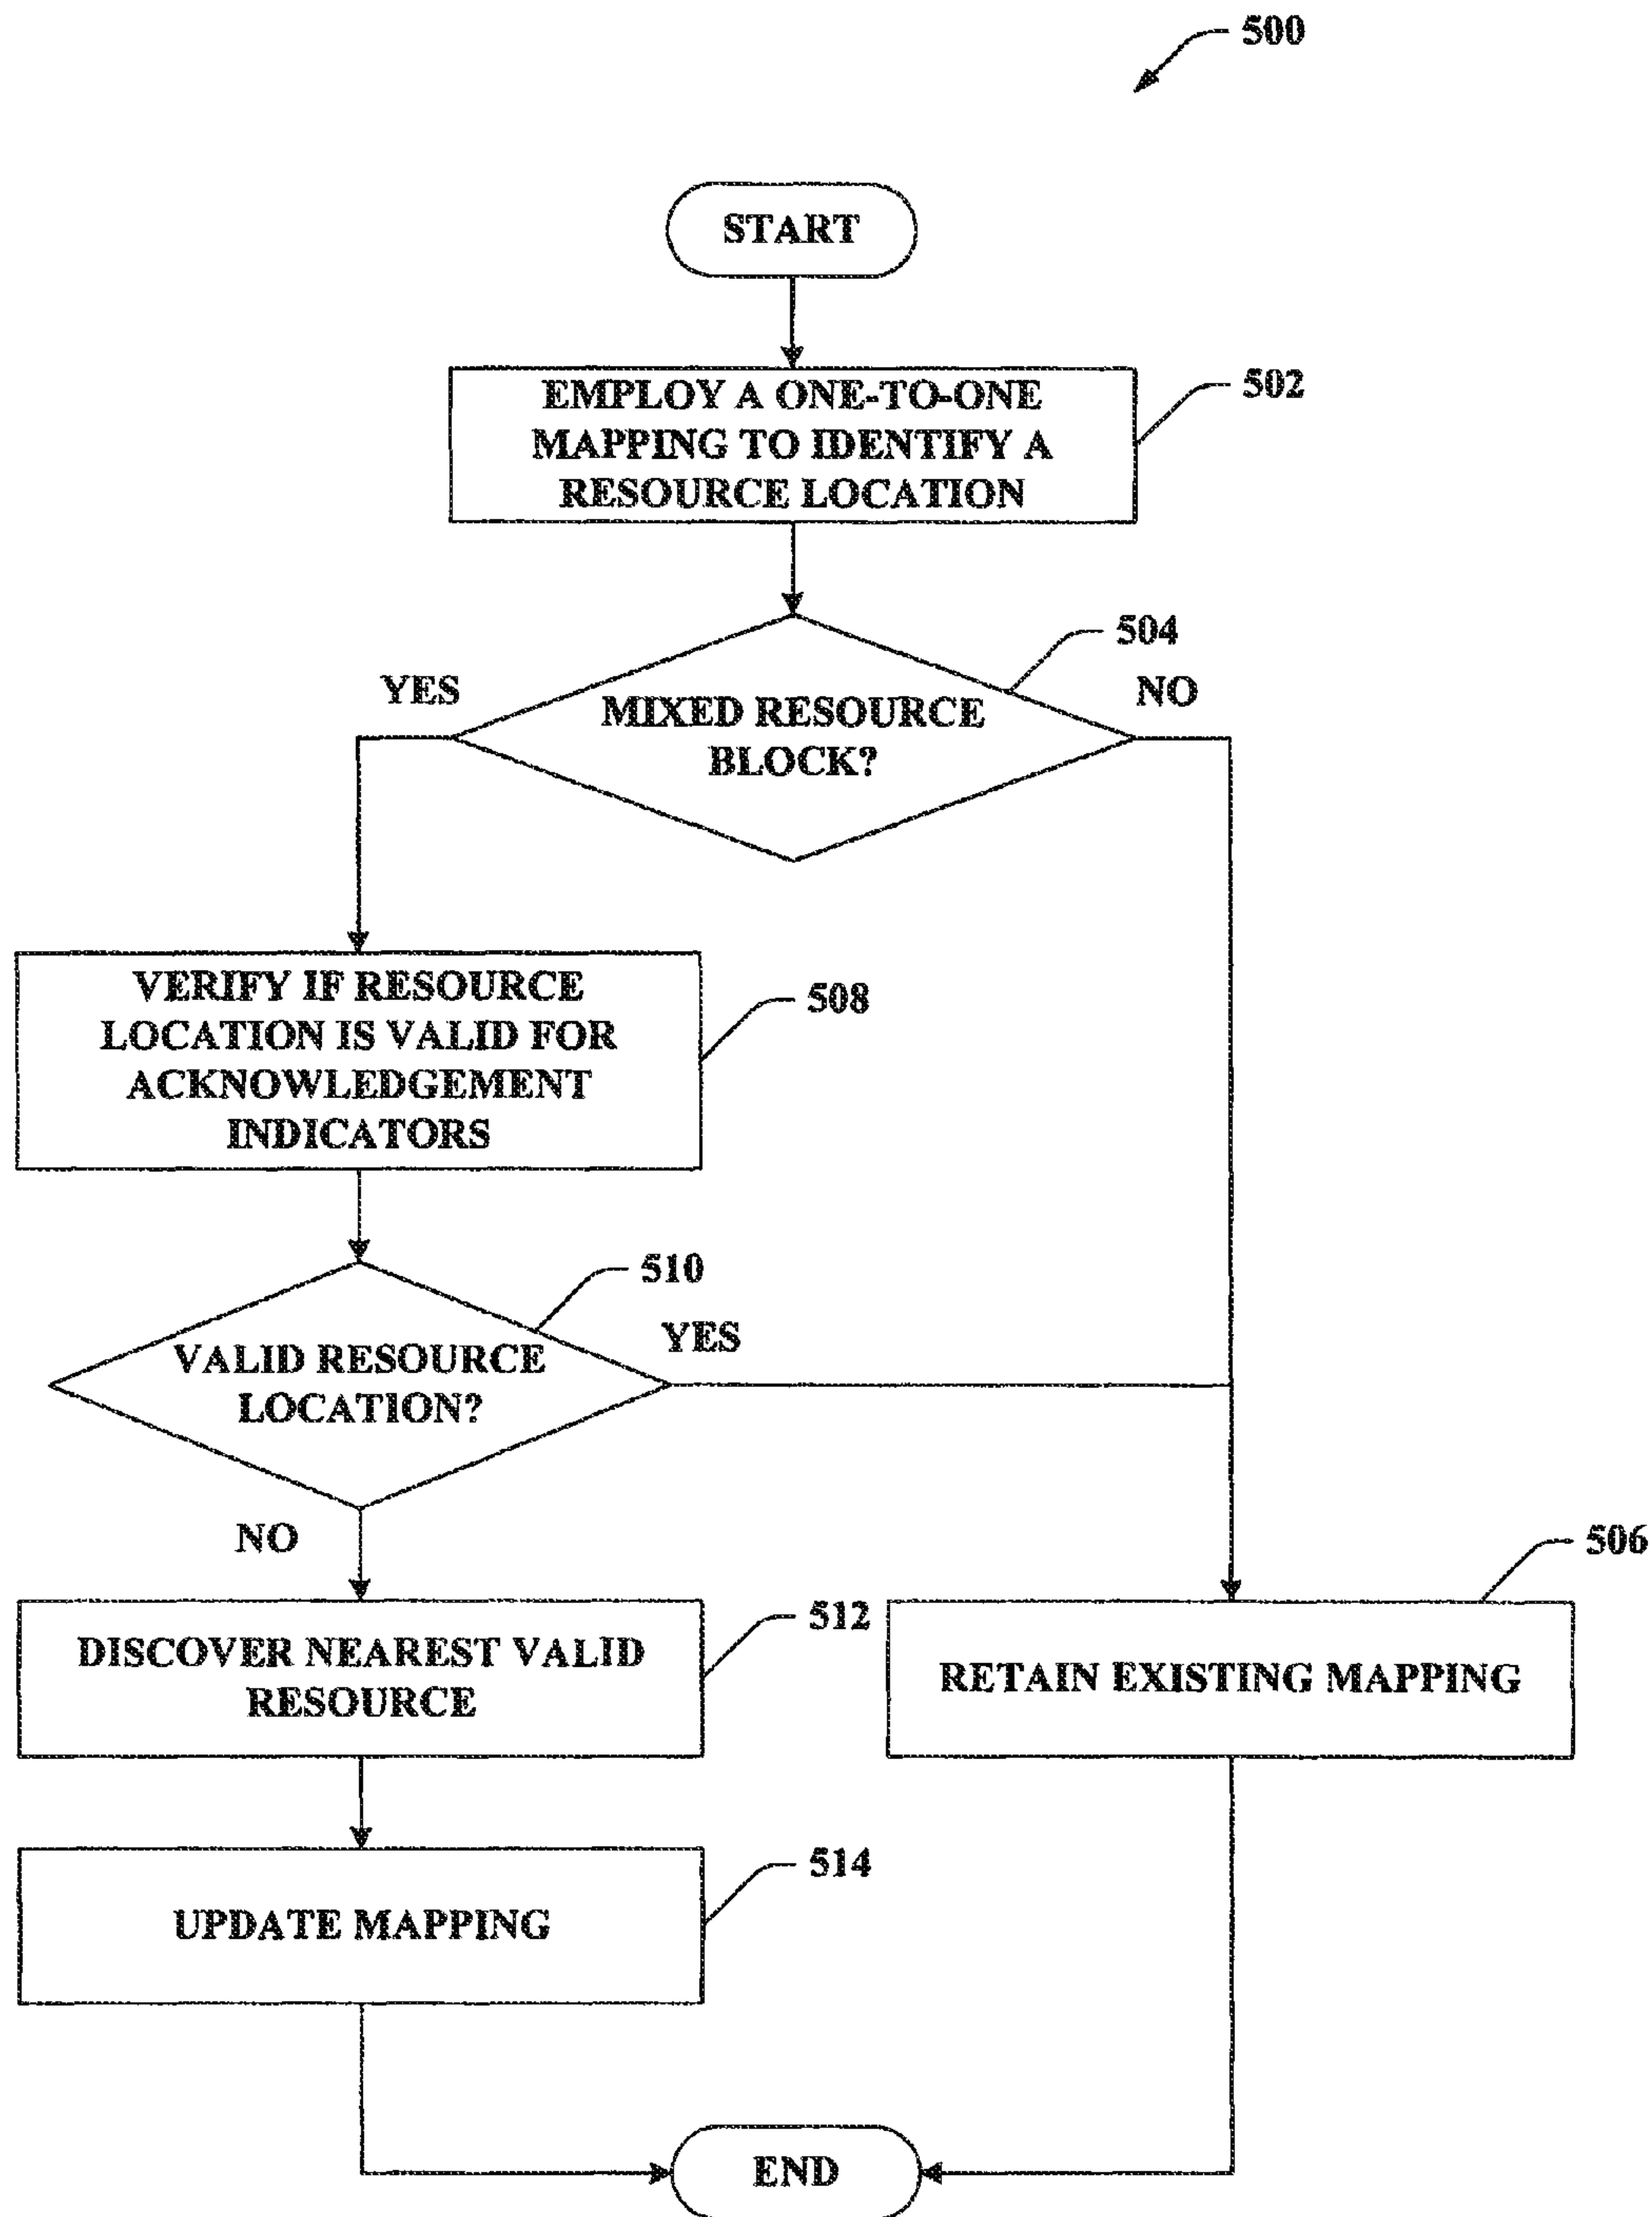 500
START
EMPLOY A ONE-TO-ONE
MAPPING TO IDENTIFY A
RESOURCE LOCATION
502
504
YES
NO
MIXED RESOURCE
BLOCK?
VERIFY IF RESOURCE
LOCATION IS VALID FOR
ACKNOWLEDGEMENT
INDICATORS
508
510
YES
VALID RESOURCE
LOCATION?
NO
506
DISCOVER NEAREST VALID
RESOURCE
512
RETAIN EXISTING MAPPING
514
UPDATE MAPPING
END